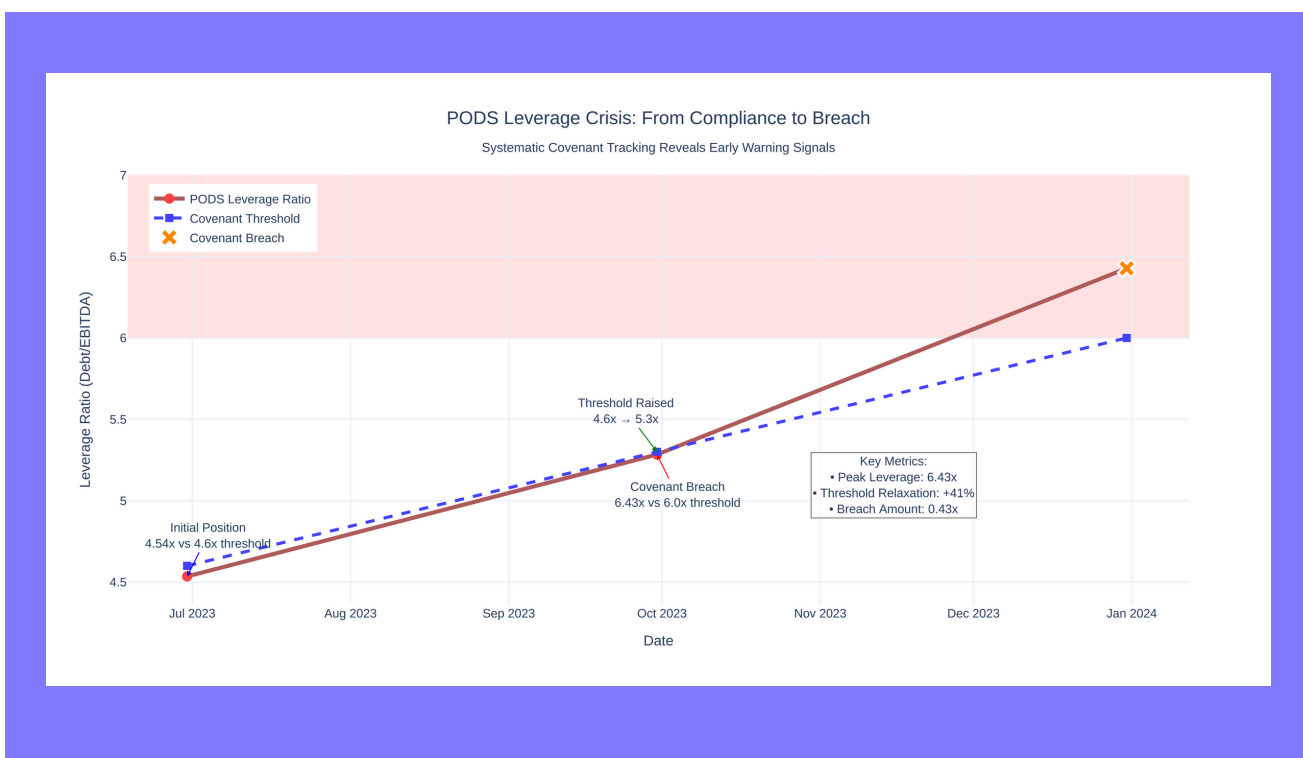 PODS Leverage Crisis: From Compliance to Breach
Systematic Covenant Tracking Reveals Early Warning Signals
PODS Leverage Ratio
Covenant Threshold
Covenant Breach
Leverage Ratio (Debt/EBITDA)
7
6.5
6
5.5
5
4.5
Threshold Raised
4.6x → 5.3x
Covenant Breach
6.43x vs 6.0x threshold
Key Metrics:
• Peak Leverage: 6.43x
• Threshold Relaxation: +41%
• Breach Amount: 0.43x
Initial Position
4.54x vs 4.6x threshold
Jul 2023
Aug 2023
Sep 2023
Oct 2023
Nov 2023
Dec 2023
Jan 2024
Date